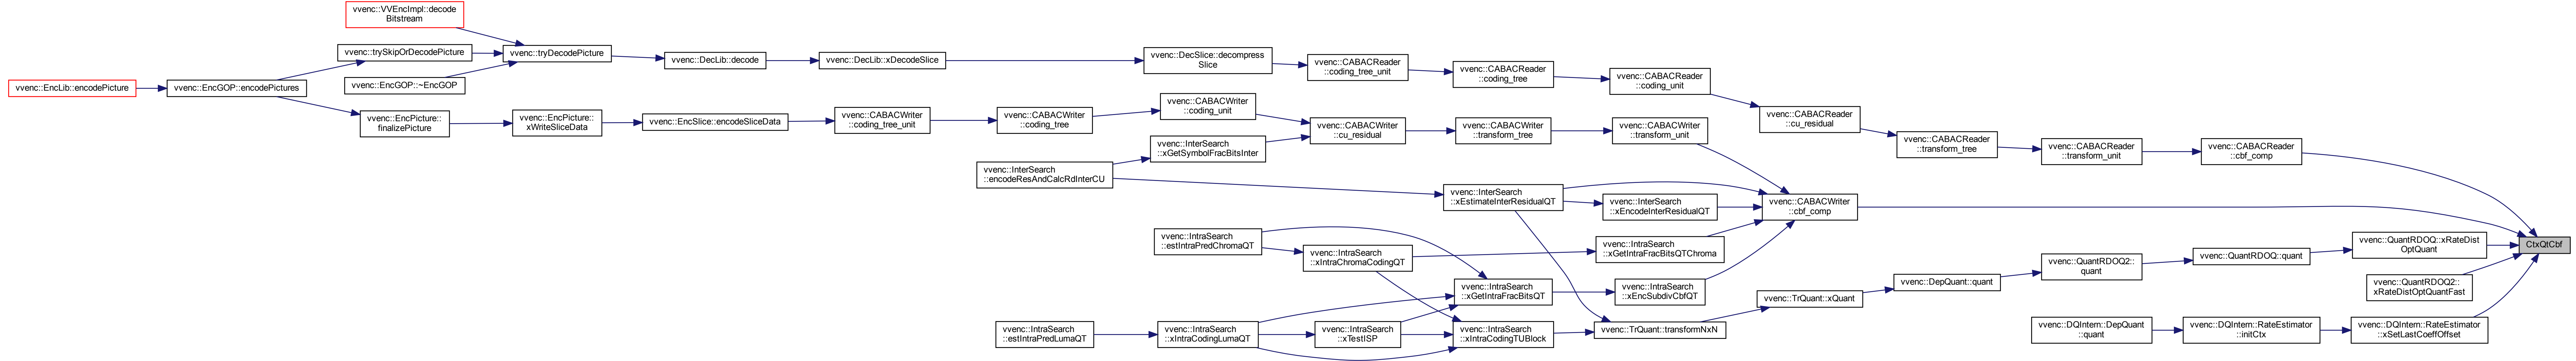 vvenc::VVEncImpl::decode
Bitstream
vvenc::trySkipOrDecodePicture
vvenc::tryDecodePicture
vvenc::DecLib::decode
vvenc::DecLib::xDecodeSlice
vvenc::DecSlice::decompress
Slice
vvenc::CABACReader
::coding_tree_unit
vvenc::CABACReader
::coding_tree
vvenc::CABACReader
::coding_unit
vvenc::EncLib::encodePicture
vvenc::EncGOP::encodePictures
vvenc::EncGOP::~EncGOP
vvenc::EncPicture::
finalizePicture
vvenc::EncPicture::
xWriteSliceData
vvenc::EncSlice::encodeSliceData
vvenc::CABACWriter
::coding_tree_unit
vvenc::CABACWriter
::coding_tree
vvenc::CABACWriter
::coding_unit
vvenc::CABACWriter
::cu_residual
vvenc::CABACWriter
::transform_tree
vvenc::CABACWriter
::transform_unit
vvenc::CABACReader
::cu_residual
vvenc::CABACReader
::transform_tree
vvenc::CABACReader
::transform_unit
vvenc::CABACReader
::cbf_comp
vvenc::InterSearch
::xGetSymbolFracBitsInter
vvenc::InterSearch
::encodeResAndCalcRdInterCU
vvenc::InterSearch
::xEstimateInterResidualQT
vvenc::InterSearch
::xEncodeInterResidualQT
vvenc::CABACWriter
::cbf_comp
vvenc::IntraSearch
::estIntraPredChromaQT
vvenc::IntraSearch
::xIntraChromaCodingQT
vvenc::IntraSearch
::xGetIntraFracBitsQTChroma
vvenc::IntraSearch
::xGetIntraFracBitsQT
vvenc::IntraSearch
::xEncSubdivCbfQT
vvenc::TrQuant::xQuant
vvenc::DepQuant::quant
vvenc::QuantRDOQ2::
quant
vvenc::QuantRDOQ::quant
vvenc::QuantRDOQ::xRateDist
OptQuant
CtxQtCbf
vvenc::QuantRDOQ2::
xRateDistOptQuantFast
vvenc::IntraSearch
::estIntraPredLumaQT
vvenc::IntraSearch
::xIntraCodingLumaQT
vvenc::IntraSearch
::xTestISP
vvenc::IntraSearch
::xIntraCodingTUBlock
vvenc::TrQuant::transformNxN
vvenc::DQIntern::DepQuant
::quant
vvenc::DQIntern::RateEstimator
::initCtx
vvenc::DQIntern::RateEstimator
::xSetLastCoeffOffset